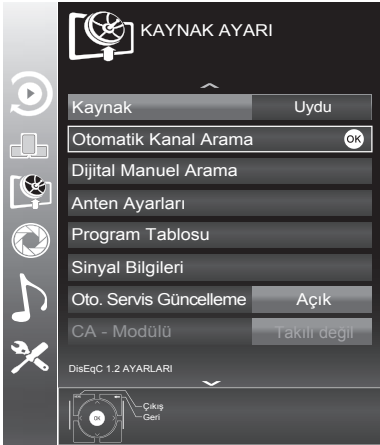 KAYNAK AYARI
Kaynak Uydu
Otomatik Kanal Arama OK
Dijital Manuel Arama
Anten Ayarları
Program Tablosu
Sinyal Bilgileri
Oto. Servis Güncelleme Açık
CA - Modülü Takılı değil
DisEqC 1.2 AYARLARI
Çıkış
OK Geri